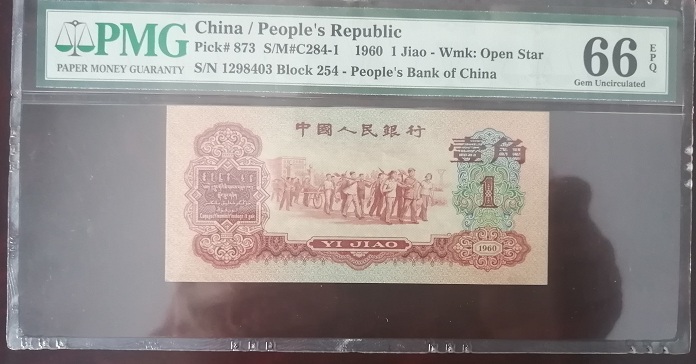 PMG
PAPER MONEY GUARANTY
China / People's Republic
Pick# 873 S/M#C284-1 1960 1 Jiao - Wmk: Open Star
S/N 1298403 Block 254 - People's Bank of China
66 EPQ
Gem Uncirculated
中国人民银行
壹角
1
YI JIAO
1960